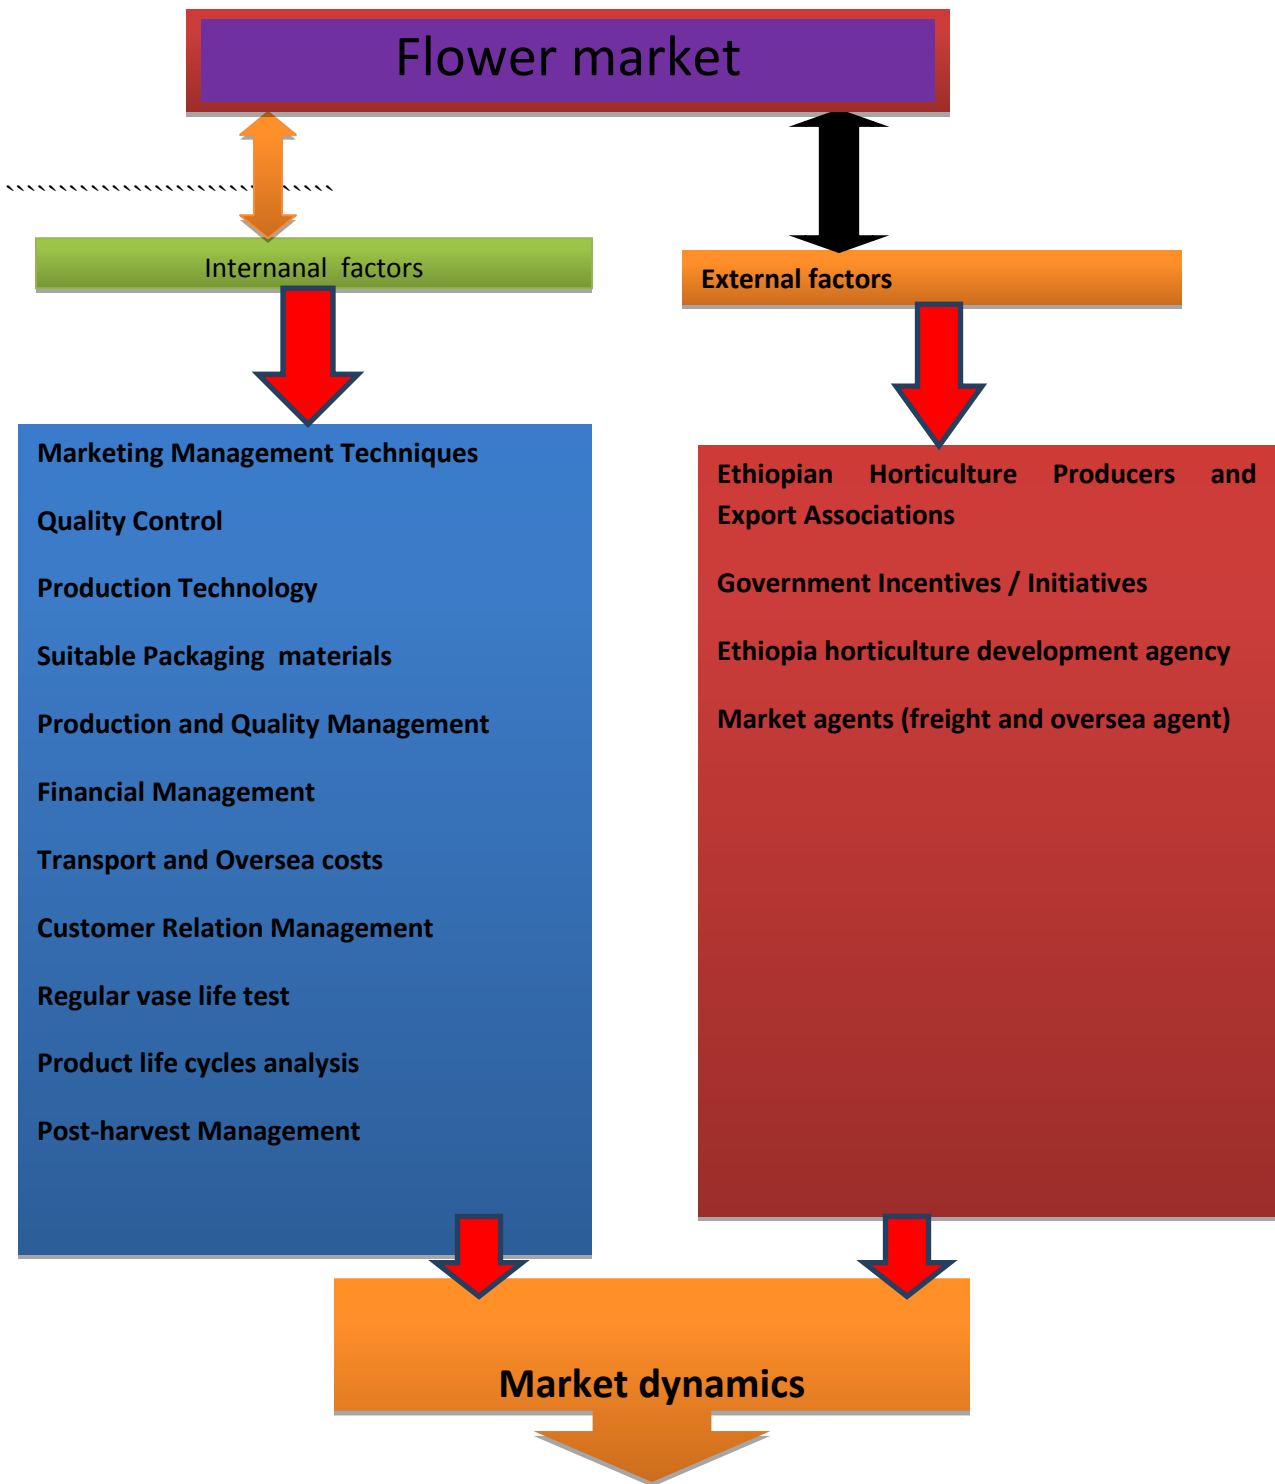 Flower market
Internanal factors
External factors
Marketing Management Techniques
Quality Control
Production Technology
Suitable Packaging materials
Production and Quality Management
Financial Management
Transport and Oversea costs
Customer Relation Management
Regular vase life test
Product life cycles analysis
Post-harvest Management
Ethiopian Horticulture Producers and
Export Associations
Government Incentives / Initiatives
Ethiopia horticulture development agency
Market agents (freight and oversea agent)
Market dynamics